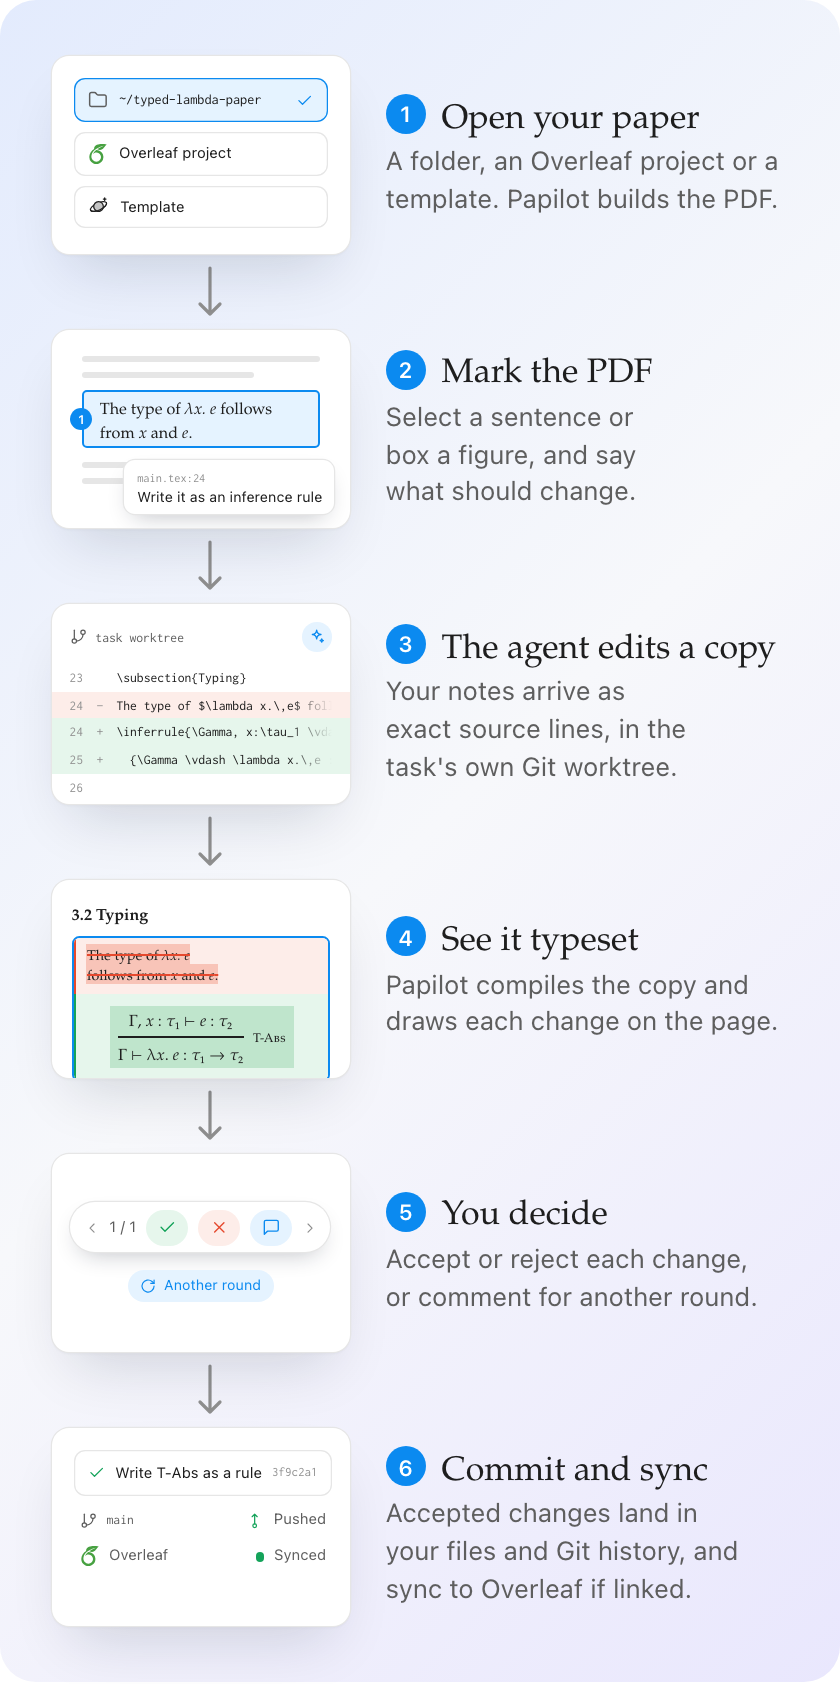 ~/typed-lambda-paper
Overleaf project
Template
1 Open your paper
A folder, an Overleaf project or a
template. Papilot builds the PDF.
The type of λx. e follows
1
from x and e.
main.tex:24
Write it as an inference rule
2 Mark the PDF
Select a sentence or
box a figure, and say
what should change.
task worktree
23 \subsection{Typing}
24 − The type of $\lambda x.\,e$ fol
24 + \inferrule{\Gamma, x:\tau_1 \vd
25 + {\Gamma \vdash \lambda x.\,e
26
3 The agent edits a copy
Your notes arrive as
exact source lines, in the
task's own Git worktree.
3.2 Typing
The type of λx. e
follows from x and e.
Γ, x : τ₁ ⊢ e : τ₂
T-Abs
Γ ⊢ λx. e : τ₁ → τ₂
4 See it typeset
Papilot compiles the copy and
draws each change on the page.
1 / 1
Another round
5 You decide
Accept or reject each change,
or comment for another round.
Write T-Abs as a rule 3f9c2a1
main Pushed
Overleaf Synced
6 Commit and sync
Accepted changes land in
your files and Git history, and
sync to Overleaf if linked.